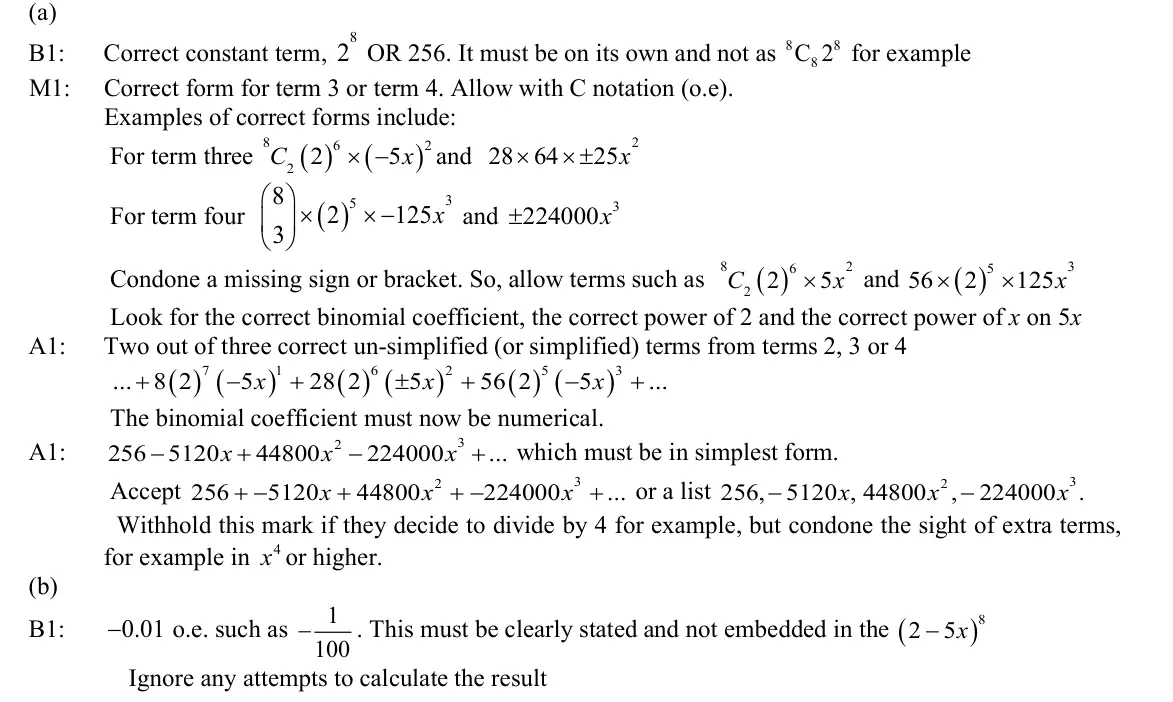 (a)
B1: Correct constant term, 2⁸ OR 256. It must be on its own and not as ⁸C₈2⁸ for example
M1: Correct form for term 3 or term 4. Allow with C notation (o.e).
Examples of correct forms include:
For term three ⁸C₂(2)⁶×(−5x)² and 28×64×±25x²
For term four (8 3)×(2)⁵×−125x³ and ±224000x³
Condone a missing sign or bracket. So, allow terms such as ⁸C₂(2)⁶×5x² and 56×(2)⁵×125x³
Look for the correct binomial coefficient, the correct power of 2 and the correct power of x on 5x
A1: Two out of three correct un-simplified (or simplified) terms from terms 2, 3 or 4
...+8(2)⁷(−5x)¹+28(2)⁶(±5x)²+56(2)⁵(−5x)³+...
The binomial coefficient must now be numerical.
A1: 256−5120x+44800x²−224000x³+... which must be in simplest form.
Accept 256+−5120x+44800x²+−224000x³+... or a list 256,−5120x, 44800x²,−224000x³.
Withhold this mark if they decide to divide by 4 for example, but condone the sight of extra terms,
for example in x⁴ or higher.
(b)
B1: −0.01 o.e. such as −1/100. This must be clearly stated and not embedded in the (2−5x)⁸
Ignore any attempts to calculate the result